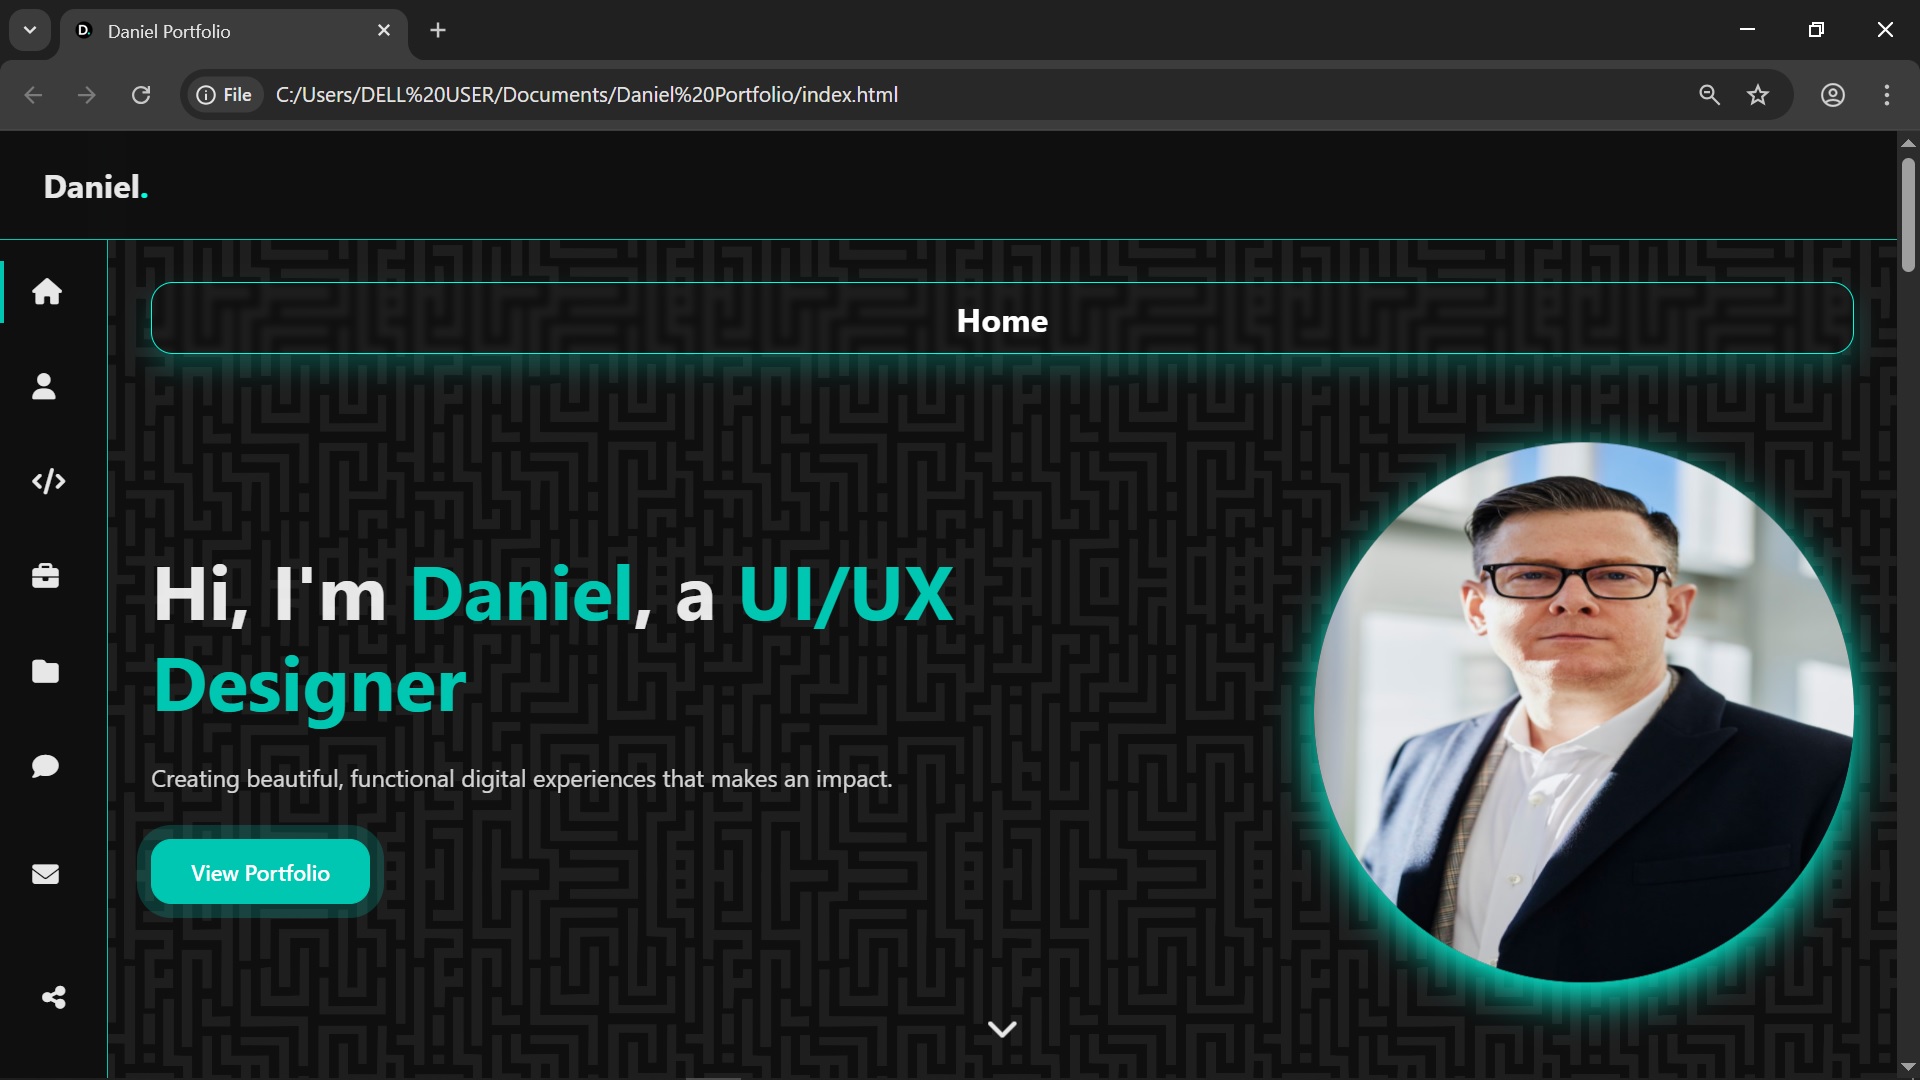 D.
Daniel Portfolio
File
C:/Users/DELL%20USER/Documents/Daniel%20Portfolio/index.html
Daniel.
Home
Hi, I'm Daniel, a UI/UX
Designer
Creating beautiful, functional digital experiences that makes an impact.
View Portfolio